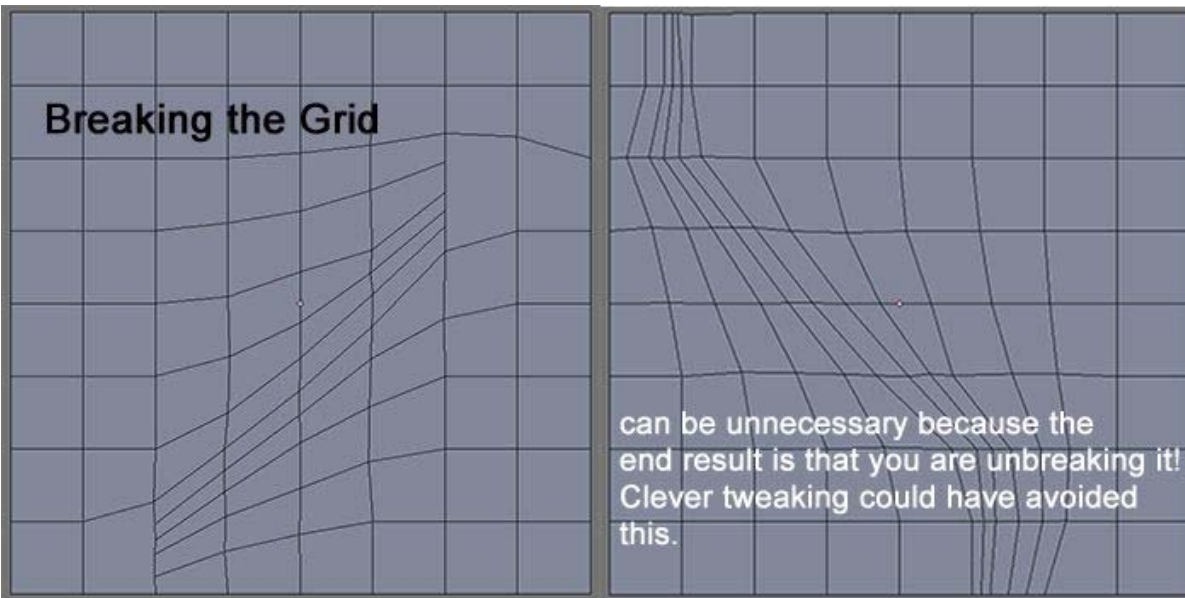 Breaking the Grid
can be unnecessary because the
end result is that you are unbreaking it!
Clever tweaking could have avoided
this.